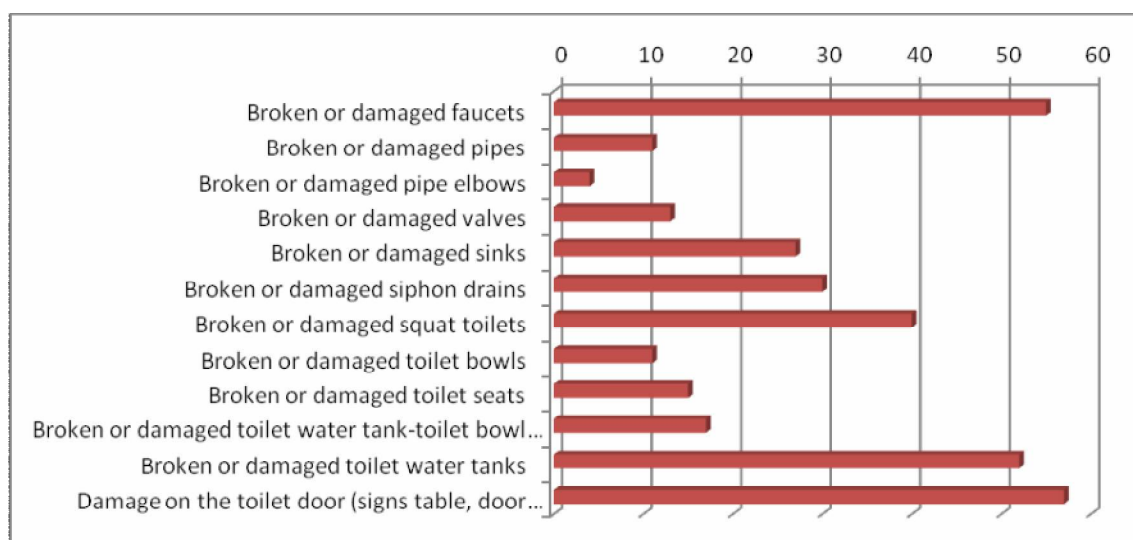 0 10 20 30 40 50 60
Broken or damaged faucets
Broken or damaged pipes
Broken or damaged pipe elbows
Broken or damaged valves
Broken or damaged sinks
Broken or damaged siphon drains
Broken or damaged squat toilets
Broken or damaged toilet bowls
Broken or damaged toilet seats
Broken or damaged toilet water tank-toilet bowl...
Broken or damaged toilet water tanks
Damage on the toilet door (signs table, door...